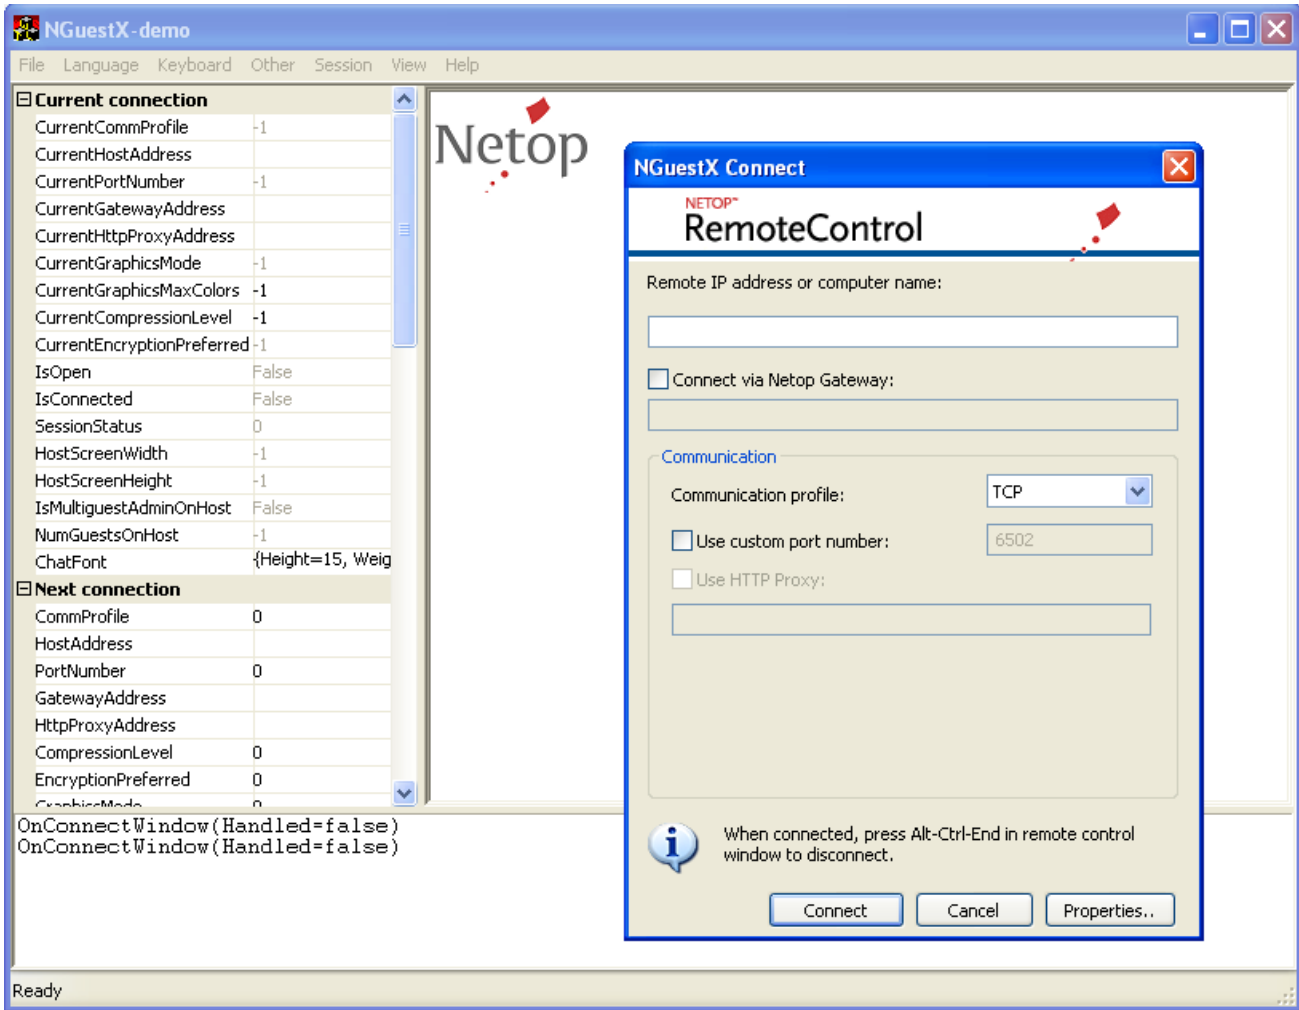 NGuestX-demo
File Language Keyboard Other Session View Help
Current connection
CurrentCommProfile -1
CurrentHostAddress
CurrentPortNumber -1
CurrentGatewayAddress
CurrentHttpProxyAddress
CurrentGraphicsMode -1
CurrentGraphicsMaxColors -1
CurrentCompressionLevel -1
CurrentEncryptionPreferred -1
IsOpen False
IsConnected False
SessionStatus 0
HostScreenWidth -1
HostScreenHeight -1
IsMultiguestAdminOnHost False
NumGuestsOnHost -1
ChatFont {Height=15, Weig
Next connection
CommProfile 0
HostAddress
PortNumber 0
GatewayAddress
HttpProxyAddress
CompressionLevel 0
EncryptionPreferred 0
GraphicsMode 0
Netop
NGuestX Connect
NETOP™
RemoteControl
Remote IP address or computer name:
Connect via Netop Gateway:
Communication
Communication profile: TCP
Use custom port number: 6502
Use HTTP Proxy:
When connected, press Alt-Ctrl-End in remote control
window to disconnect.
Connect Cancel Properties..
OnConnectWindow(Handled=false)
OnConnectWindow(Handled=false)
Ready